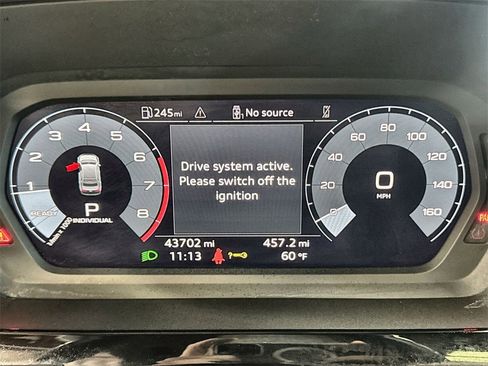 245mi No source
Drive system active.
Please switch off the
ignition
1 2 3 4 5 6 7 8
READY
P
INDIVIDUAL
0 20 40 60 80 100 120 140 160
0
MPH
43702 mi 457.2 mi
11:13 60 °F